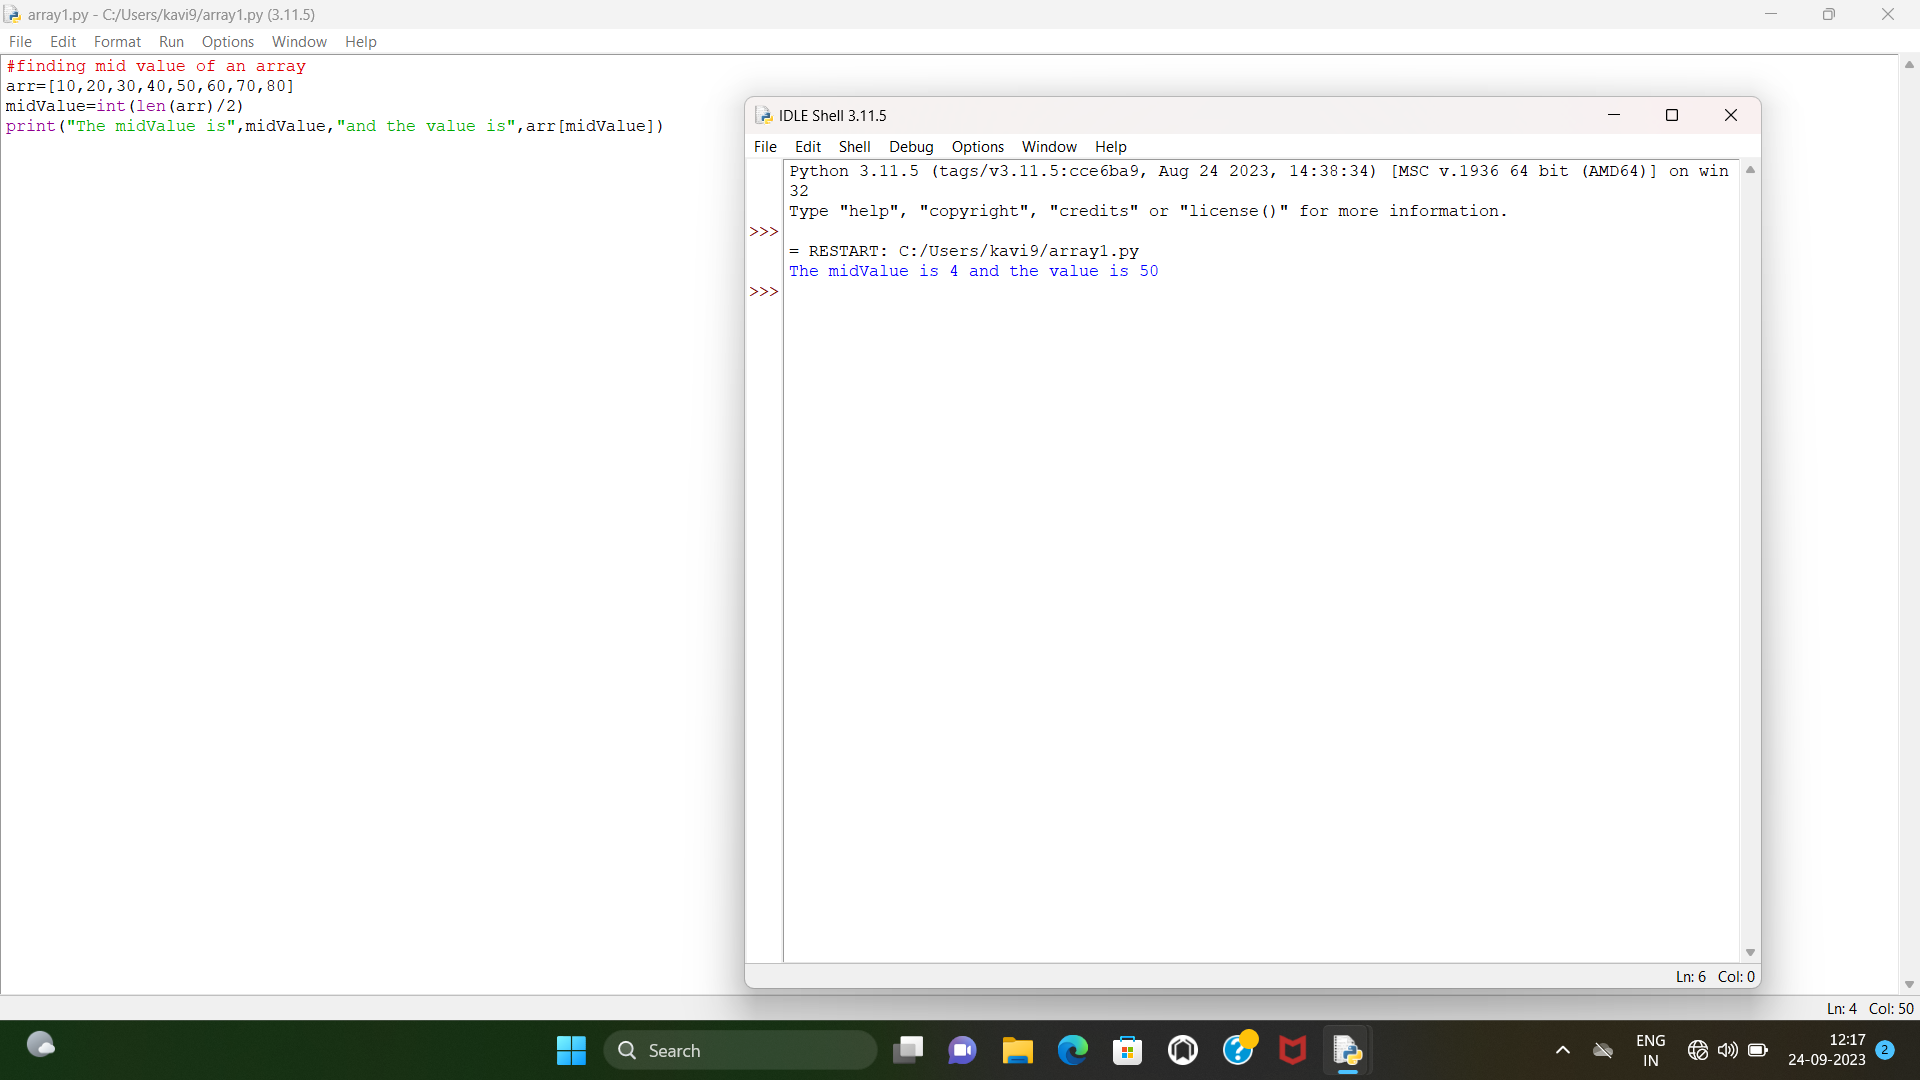 array1.py - C:/Users/kavi9/array1.py (3.11.5)
File Edit Format Run Options Window Help
#finding mid value of an array
arr=[10,20,30,40,50,60,70,80]
midValue=int(len(arr)/2)
print("The midValue is",midValue,"and the value is",arr[midValue])
IDLE Shell 3.11.5
File Edit Shell Debug Options Window Help
Python 3.11.5 (tags/v3.11.5:cce6ba9, Aug 24 2023, 14:38:34) [MSC v.1936 64 bit (AMD64)] on win
32
Type "help", "copyright", "credits" or "license()" for more information.
>>>
= RESTART: C:/Users/kavi9/array1.py
The midValue is 4 and the value is 50
>>>
Ln: 6 Col: 0
Ln: 4 Col: 50
Search
ENG
IN
12:17
24-09-2023
2